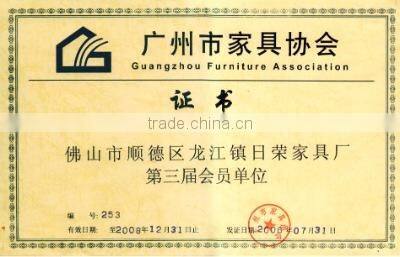 广州市家具协会
Guangzhou Furniture Association
证书
trade.china.cn
佛山市顺德区龙江镇日荣家具厂
第三届会员单位
编号:253
有效日期:至2008年12月31日止 发证日期2008年07月31日